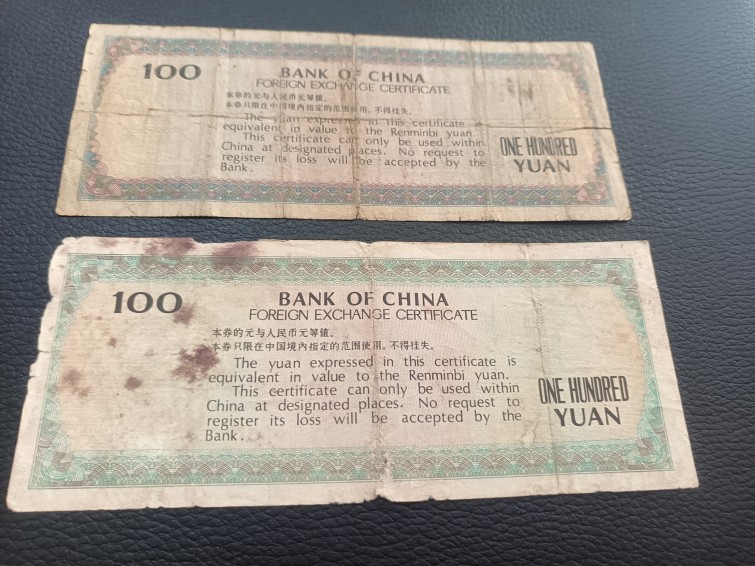 100
BANK OF CHINA
FOREIGN EXCHANGE CERTIFICATE
本券的元与人民币元等值。
本券只限在中国境内指定的范围使用。不得挂失。
The yuan expressed in this certificate is
equivalent in value to the Renminbi yuan.
This certificate can only be used within
China at designated places. No request to
register its loss will be accepted by the
Bank.
ONE HUNDRED
YUAN
100
BANK OF CHINA
FOREIGN EXCHANGE CERTIFICATE
本券的元与人民币元等值。
本券只限在中国境内指定的范围使用。不得挂失。
The yuan expressed in this certificate is
equivalent in value to the Renminbi yuan.
This certificate can only be used within
China at designated places. No request to
register its loss will be accepted by the
Bank.
ONE HUNDRED
YUAN